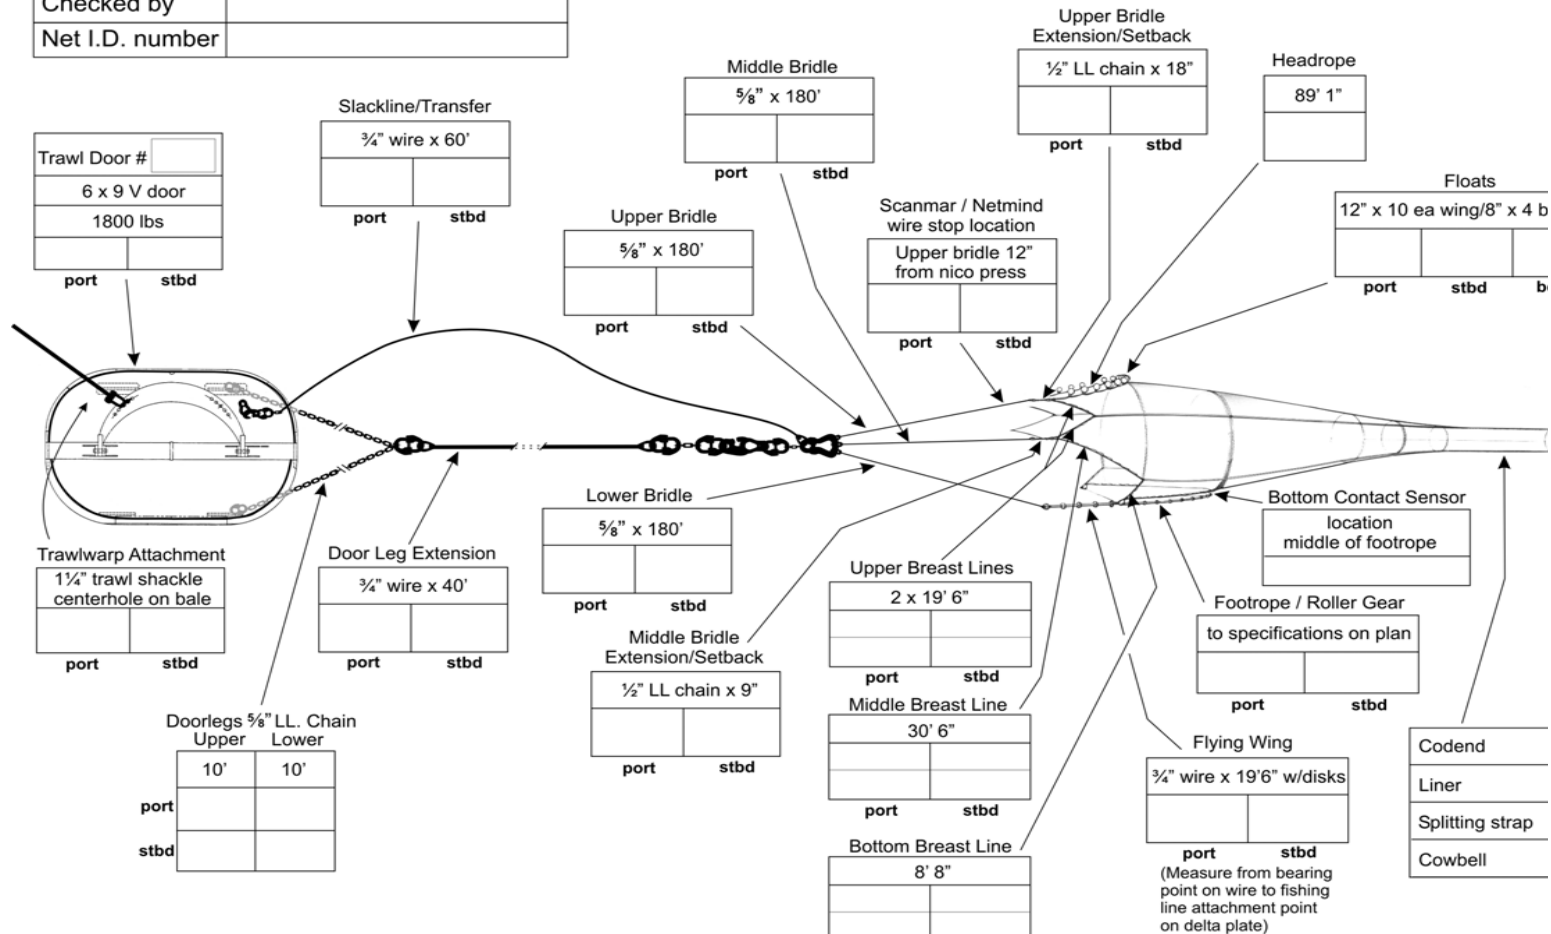 Checked by
Net I.D. number
Upper Bridle
Extension/Setback
½” LL chain x 18”
port stbd
Headrope
89’ 1”
Middle Bridle
⅝” x 180’
port stbd
Slackline/Transfer
¾” wire x 60’
port stbd
Trawl Door #
6 x 9 V door
1800 lbs
port stbd
Floats
12” x 10 ea wing/8” x 4 b
port stbd b
Upper Bridle
⅝” x 180’
port stbd
Scanmar / Netmind
wire stop location
Upper bridle 12”
from nico press
port stbd
Trawlwarp Attachment
1¼” trawl shackle
centerhole on bale
port stbd
Door Leg Extension
¾” wire x 40’
port stbd
Lower Bridle
⅝” x 180’
port stbd
Bottom Contact Sensor
location
middle of footrope
Upper Breast Lines
2 x 19’ 6”
port stbd
Footrope / Roller Gear
to specifications on plan
port stbd
Middle Bridle
Extension/Setback
½” LL chain x 9”
port stbd
Middle Breast Line
30’ 6”
port stbd
Doorlegs ⅝” LL. Chain
Upper Lower
10’ 10’
port
stbd
Flying Wing
¾” wire x 19’6” w/disks
port stbd
(Measure from bearing
point on wire to fishing
line attachment point
on delta plate)
Codend
Liner
Splitting strap
Cowbell
Bottom Breast Line
8’ 8”